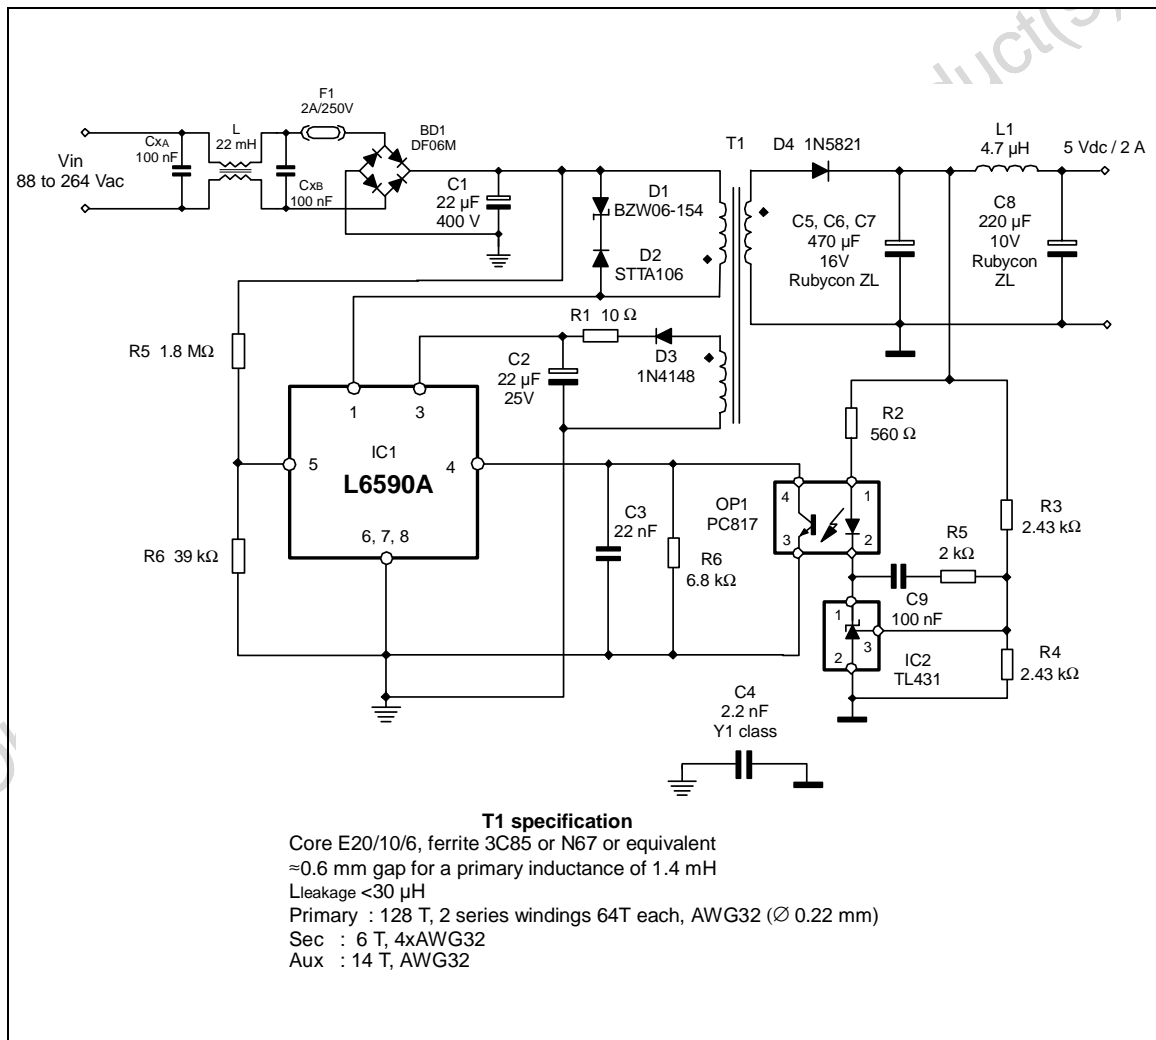 F1
2A/250V
CxA
100 nF
L
22 mH
BD1
DF06M
Vin
88 to 264 Vac
CxB
100 nF
C1
22 µF
400 V
D1
BZW06-154
D2
STTA106
T1
D4 1N5821
L1
4.7 µH
5 Vdc / 2 A
C5, C6, C7
470 µF
16V
Rubycon ZL
C8
220 µF
10V
Rubycon
ZL
R1 10 Ω
D3
1N4148
C2
22 µF
25V
R5 1.8 MΩ
1
3
IC1
L6590A
5
4
6, 7, 8
R6 39 kΩ
C3
22 nF
R6
6.8 kΩ
OP1
PC817
4
1
3
2
R2
560 Ω
R3
2.43 kΩ
R5
2 kΩ
C9
100 nF
1
3
2
IC2
TL431
R4
2.43 kΩ
C4
2.2 nF
Y1 class
T1 specification
Core E20/10/6, ferrite 3C85 or N67 or equivalent
≈0.6 mm gap for a primary inductance of 1.4 mH
Lleakage <30 µH
Primary : 128 T, 2 series windings 64T each, AWG32 (∅ 0.22 mm)
Sec : 6 T, 4xAWG32
Aux : 14 T, AWG32